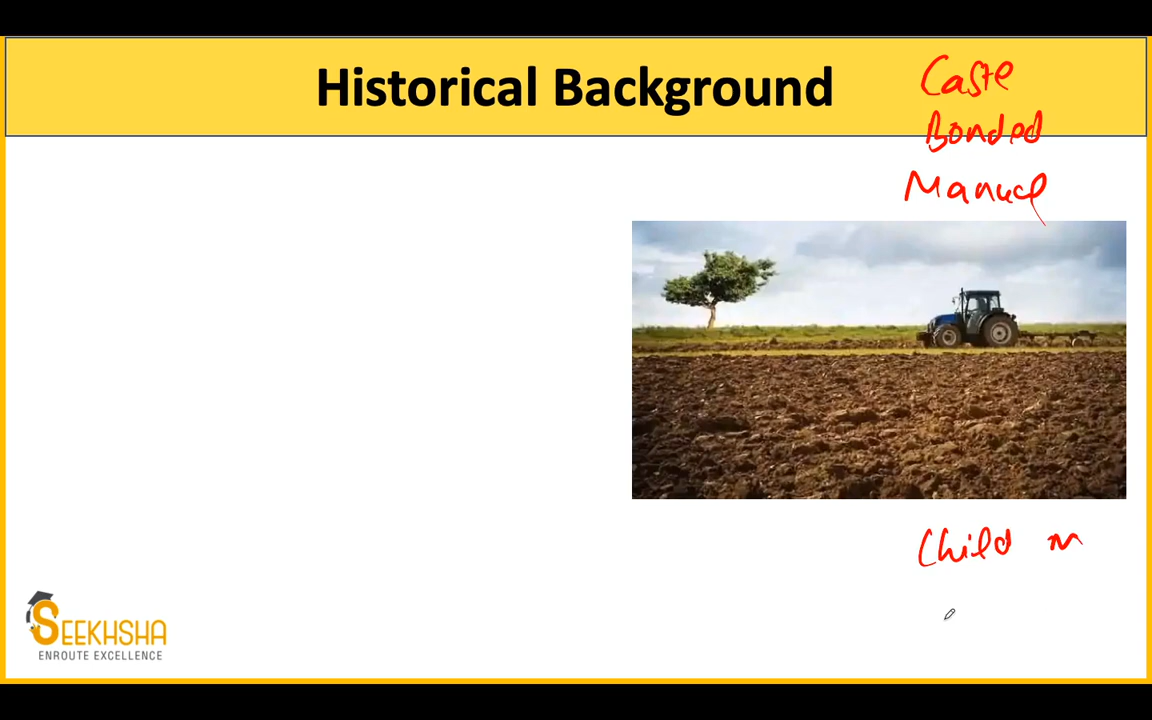 Historical Background
Caste
Bonded
Manual
Child m
SEEKHSHA
ENROUTE EXCELLENCE